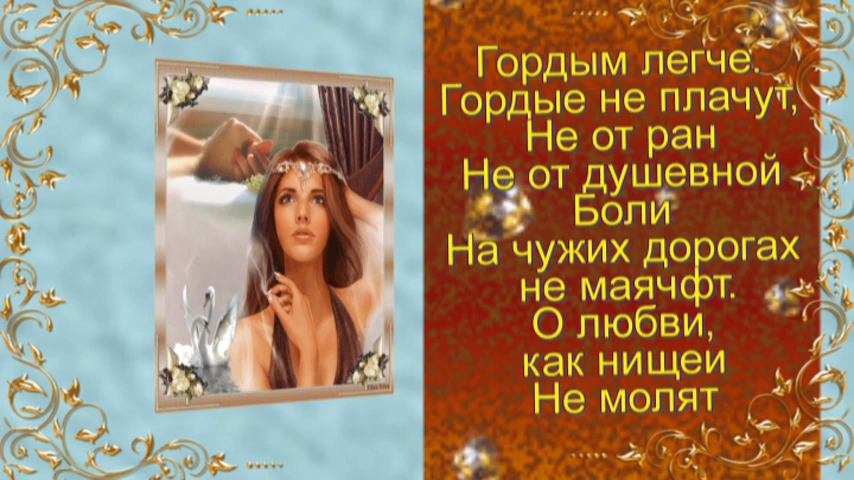 Гордым легче.
Гордые не плачут,
Не от ран
Не от душевной
Боли
На чужих дорогах
не маячфт.
О любви,
как нищеи
Не молят